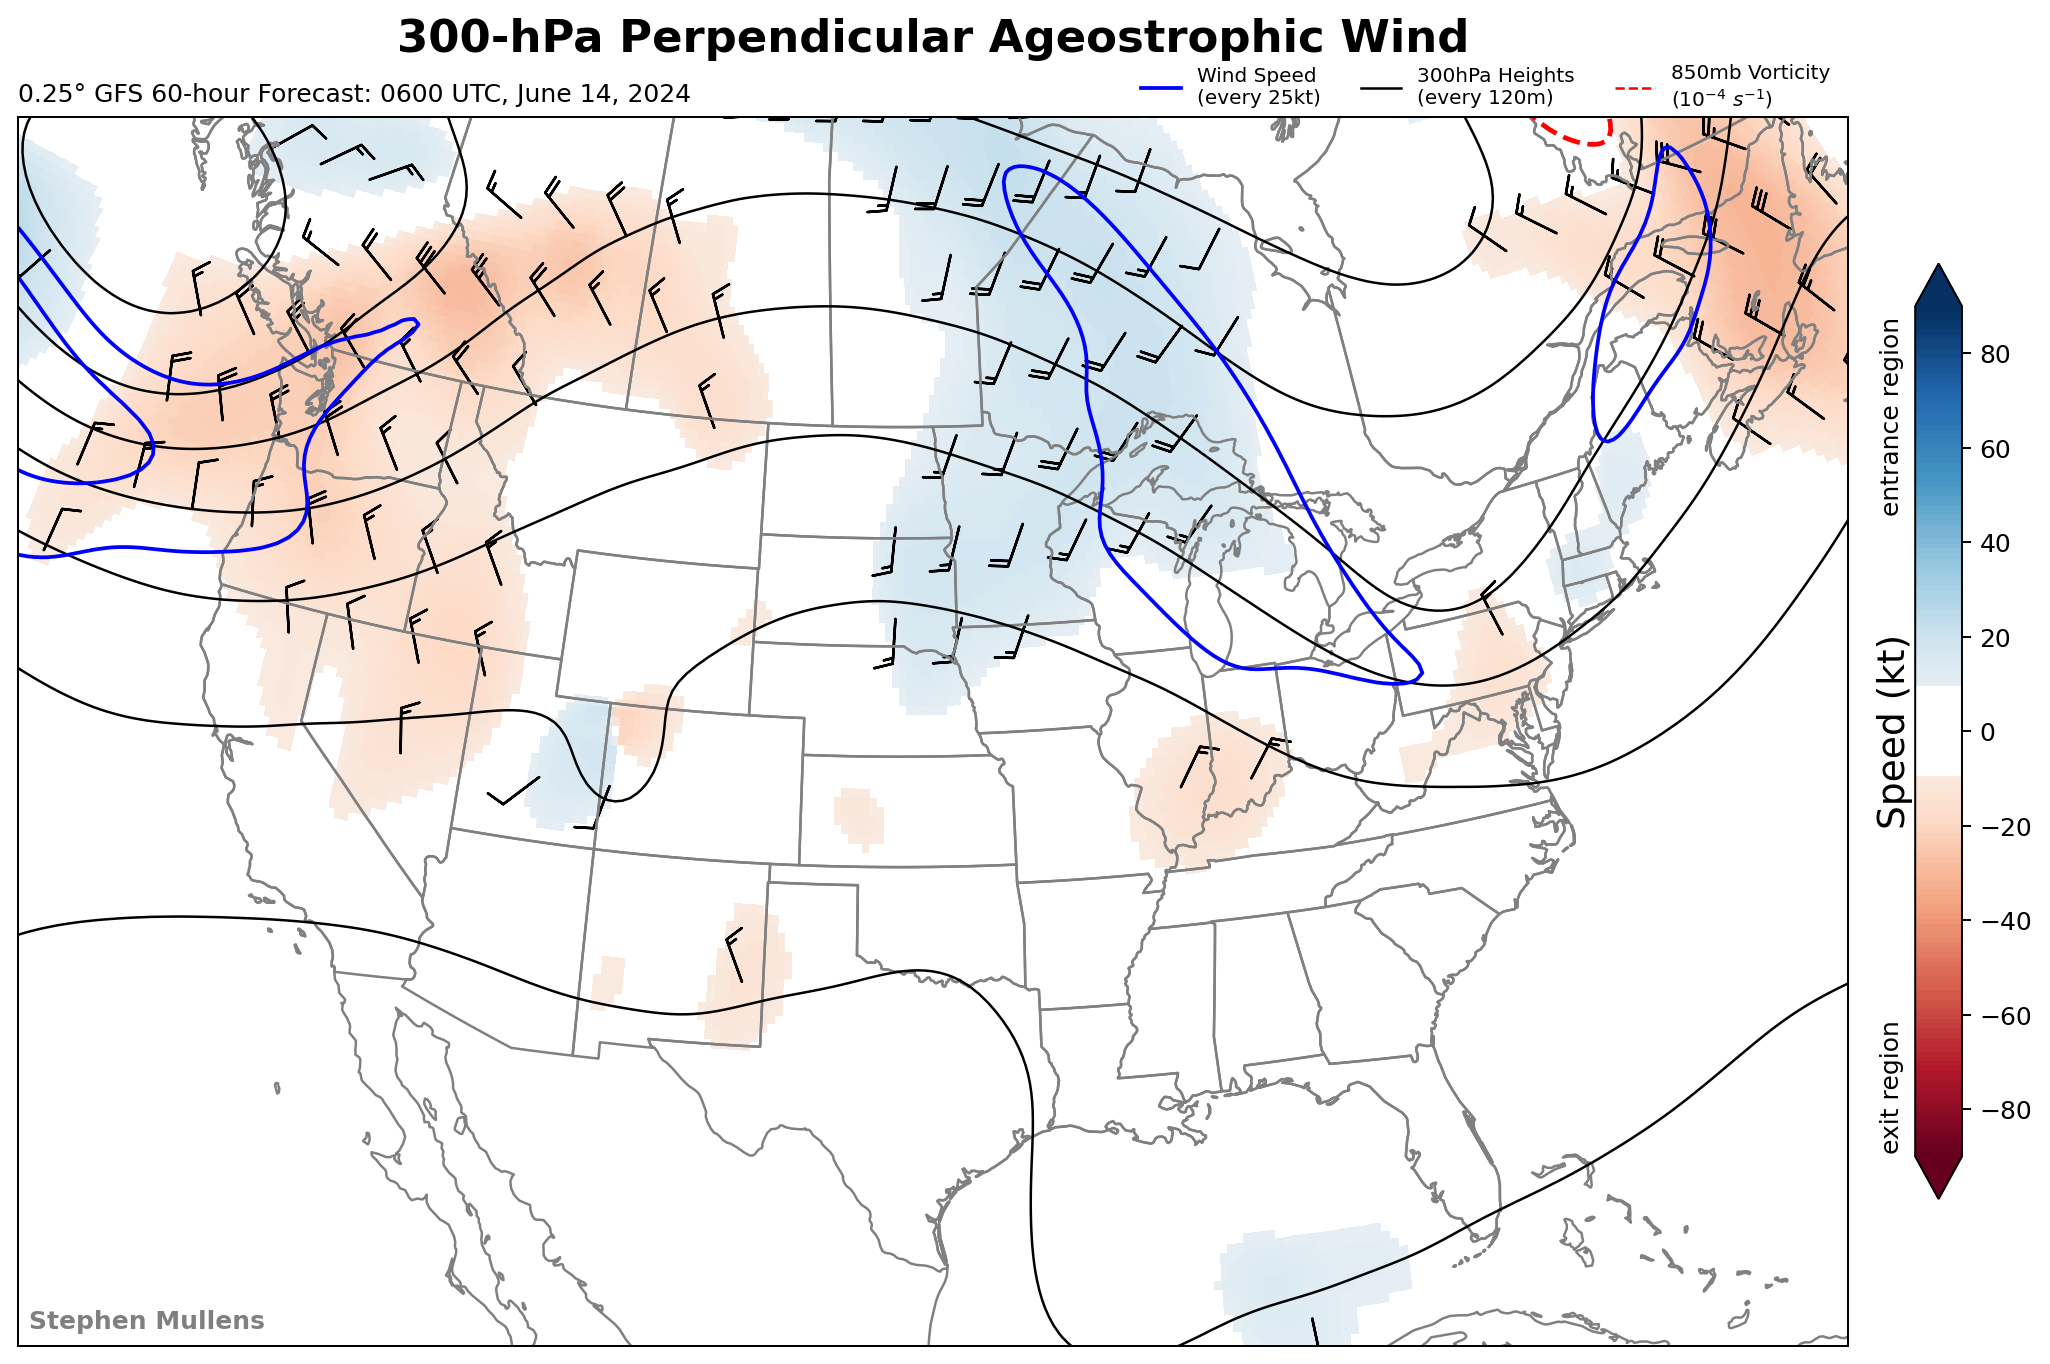 300-hPa Perpendicular Ageostrophic Wind
0.25° GFS 60-hour Forecast: 0600 UTC, June 14, 2024
Wind Speed
(every 25kt)
300hPa Heights
(every 120m)
850mb Vorticity
(10⁻⁴ s⁻¹)
entrance region
Speed (kt)
exit region
80
60
40
20
0
−20
−40
−60
−80
Stephen Mullens